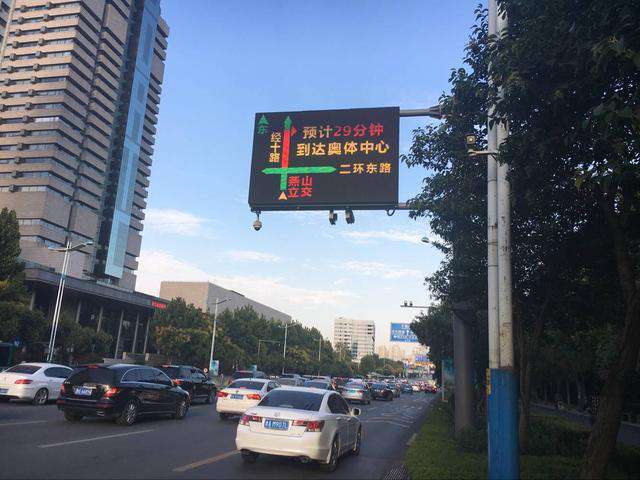 东
经十路
预计29分钟
到达奥体中心
二环东路
燕山
立交